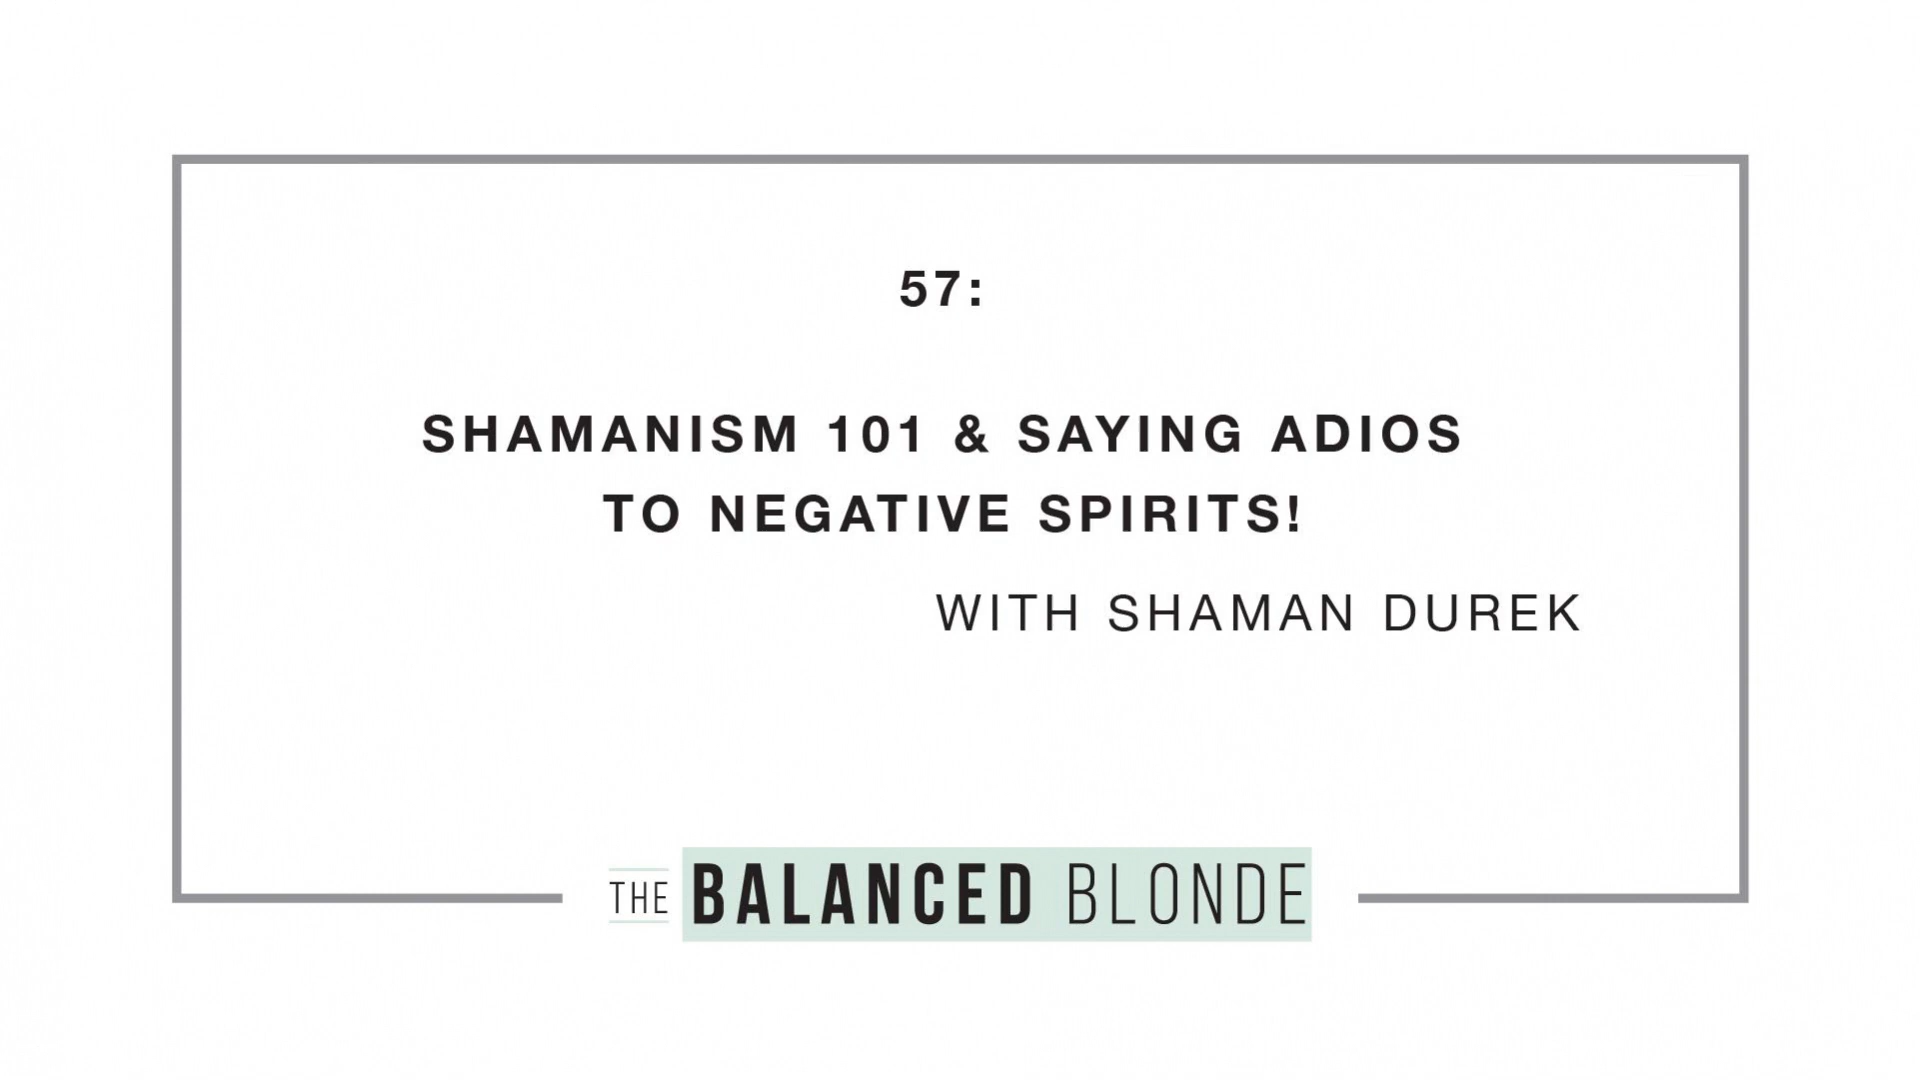 57:
SHAMANISM 101 & SAYING ADIOS
TO NEGATIVE SPIRITS!
WITH SHAMAN DUREK
THE BALANCED BLONDE